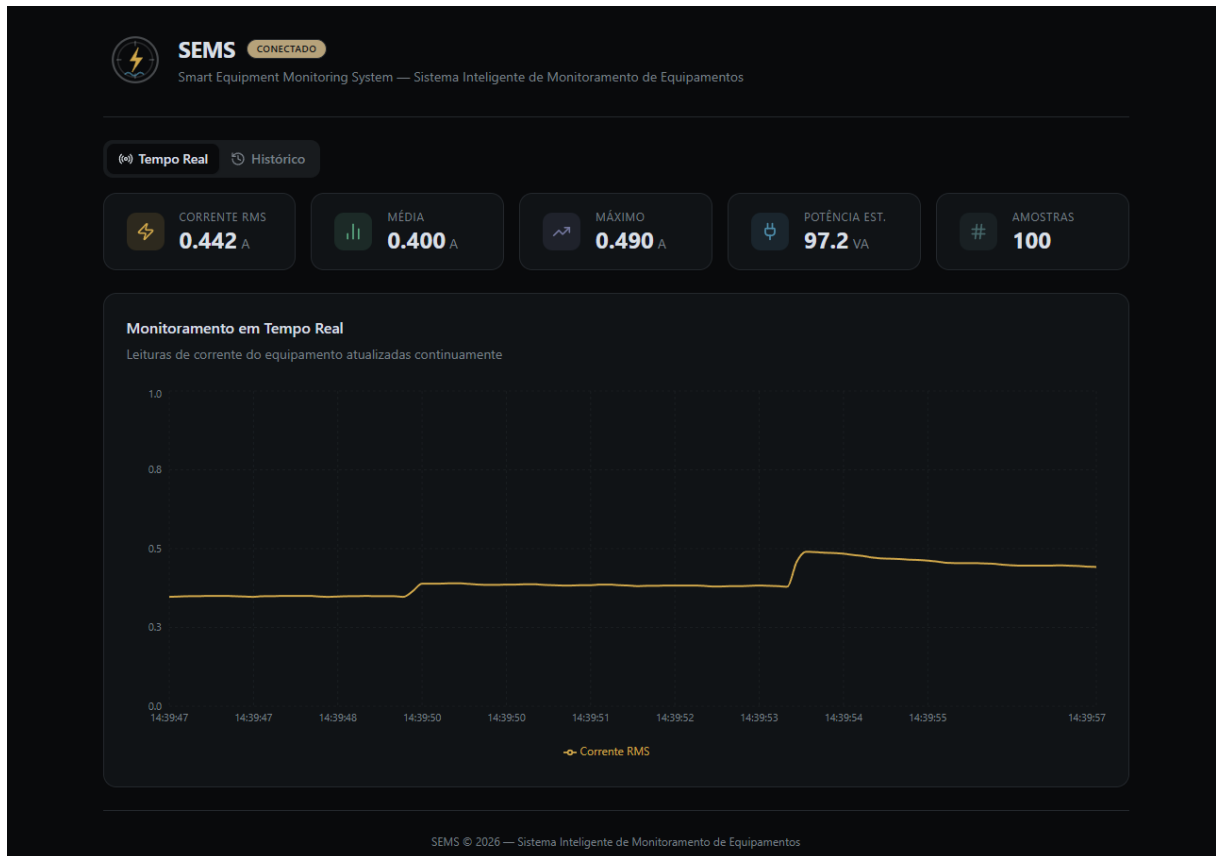 SEMS CONECTADO
Smart Equipment Monitoring System — Sistema Inteligente de Monitoramento de Equipamentos
Tempo Real Histórico
CORRENTE RMS
0.442 A
MÉDIA
0.400 A
MÁXIMO
0.490 A
POTÊNCIA EST.
97.2 VA
AMOSTRAS
100
Monitoramento em Tempo Real
Leituras de corrente do equipamento atualizadas continuamente
1.0
0.8
0.5
0.3
0.0
14:39:47 14:39:47 14:39:48 14:39:50 14:39:50 14:39:51 14:39:52 14:39:53 14:39:54 14:39:55 14:39:57
Corrente RMS
SEMS © 2026 — Sistema Inteligente de Monitoramento de Equipamentos